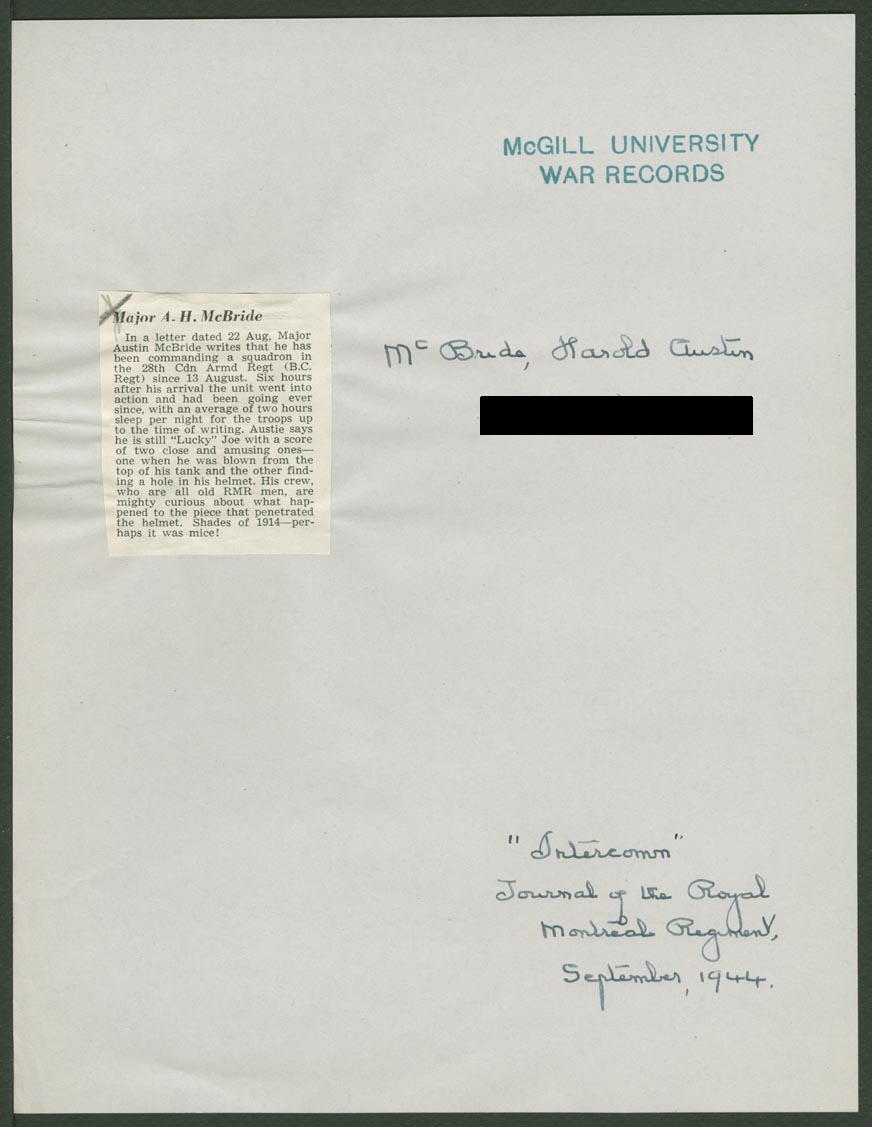 McGILL UNIVERSITY
WAR RECORDS
Major A. H. McBride
In a letter dated 22 Aug, Major
Austin McBride writes that he has
been commanding a squadron in
the 28th Cdn Armd Regt (B.C.
Regt) since 13 August. Six hours
after his arrival the unit went into
action and had been going ever
since, with an average of two hours
sleep per night for the troops up
to the time of writing. Austie says
he is still "Lucky" Joe with a score
of two close and amusing ones—
one when he was blown from the
top of his tank and the other find-
ing a hole in his helmet. His crew,
who are all old RMR men, are
mighty curious about what hap-
pened to the piece that penetrated
the helmet. Shades of 1914—per-
haps it was mice!
McBride, Harold Austin
"Intercomn"
Journal of the Royal
Montreal Regiment,
September, 1944.